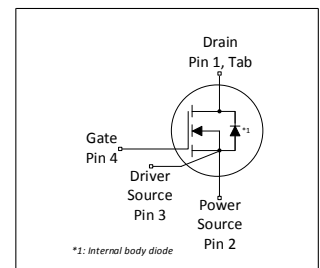 Drain
Pin 1, Tab
*1
Gate
Pin 4
Driver
Source
Pin 3
Power
Source
Pin 2
*1: Internal body diode